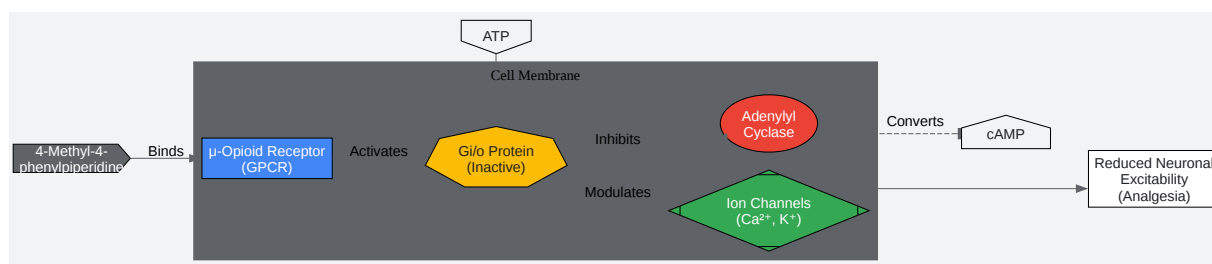 ATP
Cell Membrane
4-Methyl-4-
phenylpiperidine
Binds
μ-Opioid Receptor
(GPCR)
Activates
Gi/o Protein
(Inactive)
Inhibits
Modulates
Adenylyl
Cyclase
Ion Channels
(Ca²⁺, K⁺)
Converts
cAMP
Reduced Neuronal
Excitability
(Analgesia)